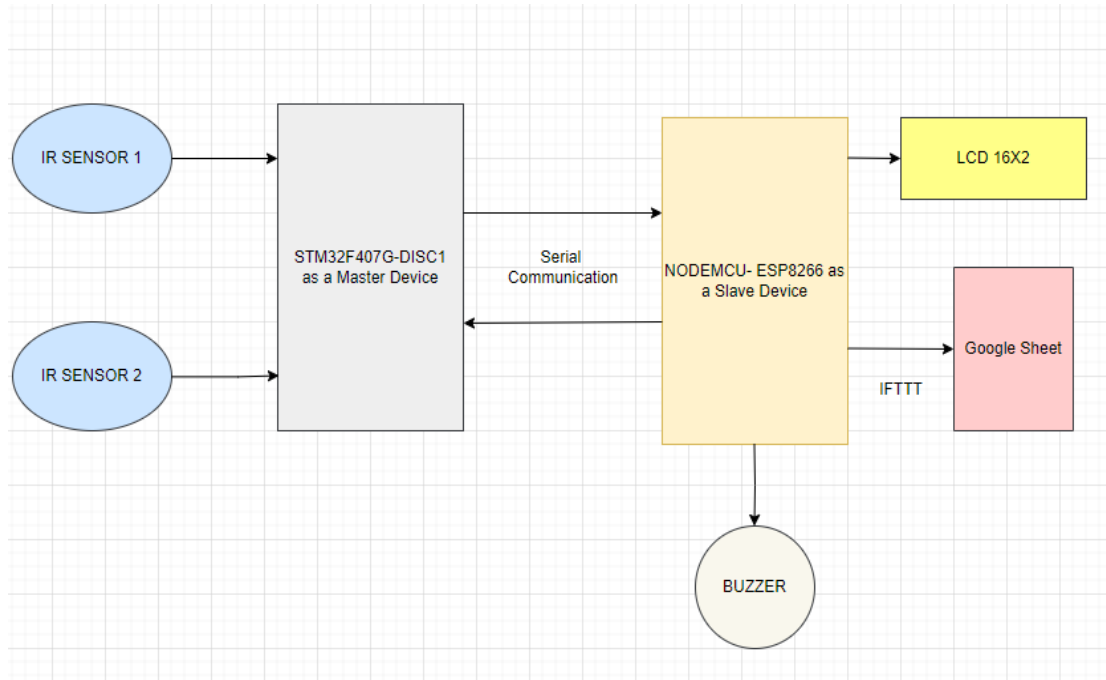 IR SENSOR 1
STM32F407G-DISC1
as a Master Device
Serial
Communication
NODEMCU- ESP8266 as
a Slave Device
LCD 16X2
IR SENSOR 2
Google Sheet
IFTTT
BUZZER